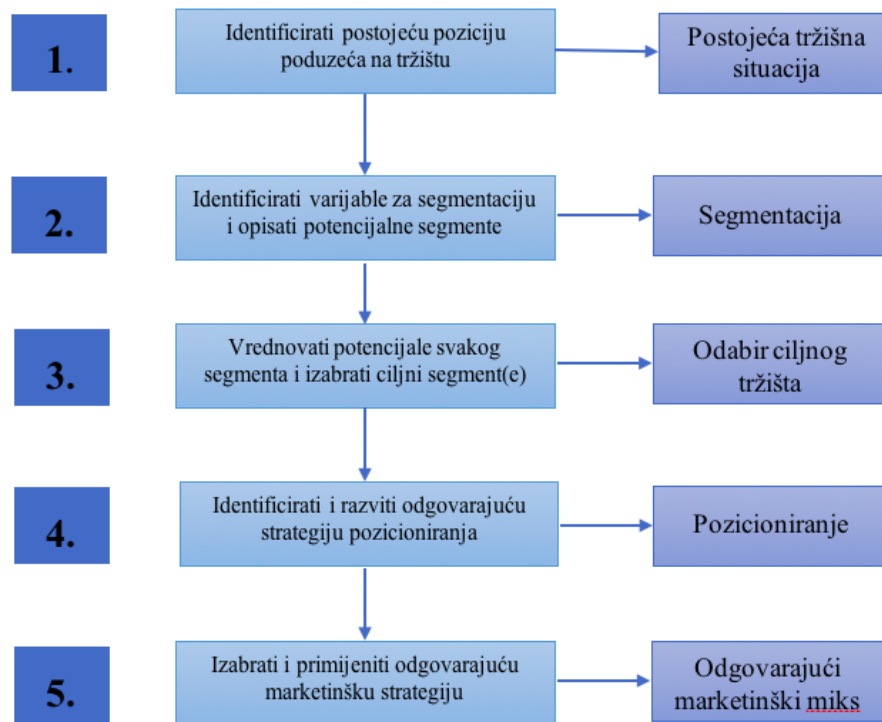 1.
Identificirati postojeću poziciju
poduzeća na tržištu
Postojeća tržišna
situacija
2.
Identificirati varijable za segmentaciju
i opisati potencijalne segmente
Segmentacija
3.
Vrednovati potencijale svakog
segmenta i izabrati ciljni segment(e)
Odabir ciljnog
tržišta
4.
Identificirati i razviti odgovarajuću
strategiju pozicioniranja
Pozicioniranje
5.
Izabrati i primijeniti odgovarajuću
marketinšku strategiju
Odgovarajući
marketinški miks